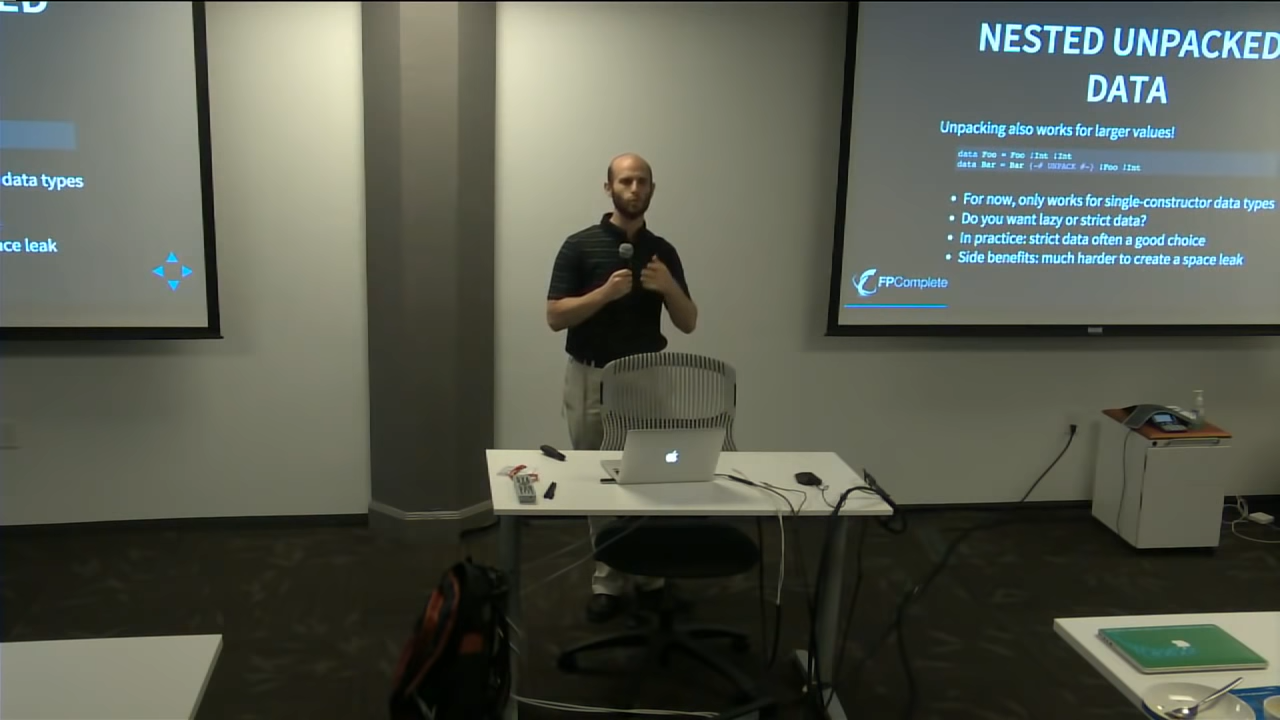 ED
data types
ce leak
NESTED UNPACKED
DATA
Unpacking also works for larger values!
data Foo = Foo !Int !Int
data Bar = Bar {-# UNPACK #-} !Foo !Int
• For now, only works for single-constructor data types
• Do you want lazy or strict data?
• In practice: strict data often a good choice
• Side benefits: much harder to create a space leak
FPComplete